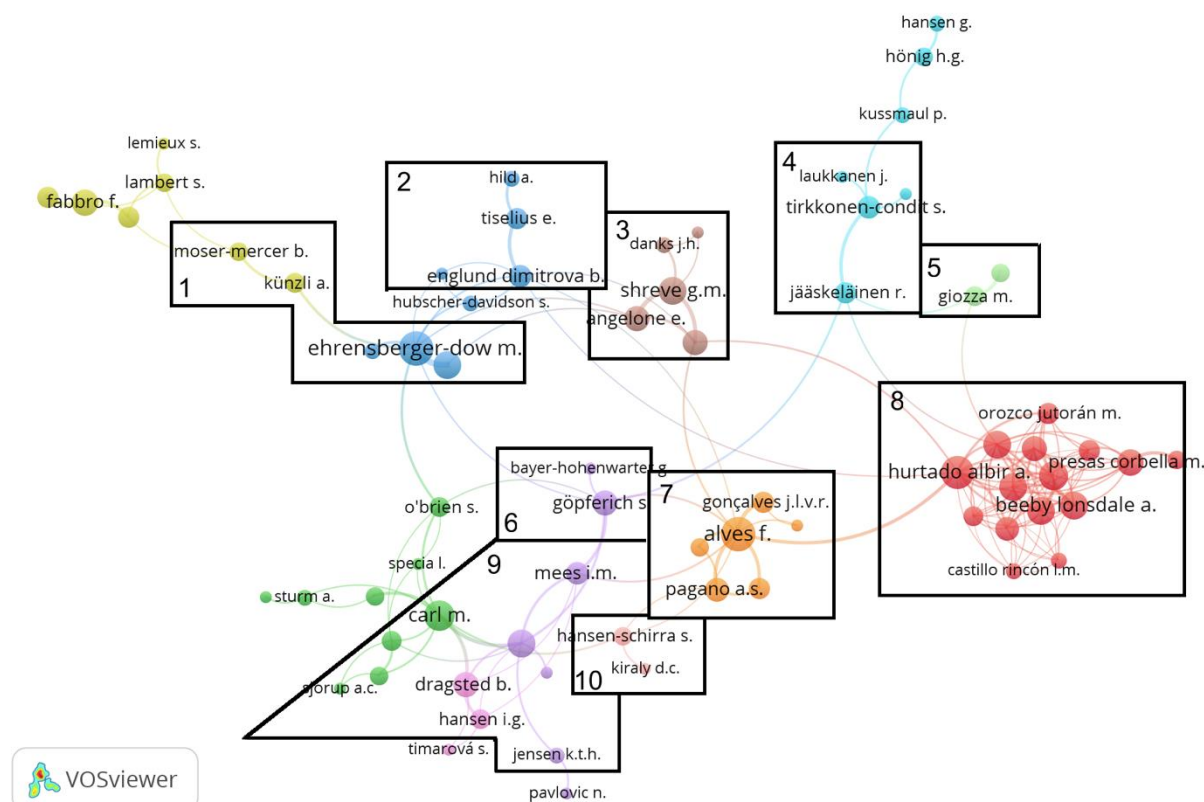 hansen g.
hönig h.g.
kussmaul p.
lemieux s.
lambert s.
fabbro f.
moser-mercer b.
1
künzli a.
ehrensberger-dow m.
2
hild a.
tiselius e.
englund dimitrova b.
hubscher-davidson s.
3
danks j.h.
shreve g.m.
angelone e.
4
laukkanen j.
tirkkonen-condit s.
jääskeläinen r.
5
giozza m.
6
bayer-hohenwarter g.
göpferich s.
7
gonçalves j.l.v.r.
alves f.
pagano a.s.
8
orozco jutorán m.
hurtado albir a.
presas corbella m.
beeby lonsdale a.
castillo rincón l.m.
o'brien s.
specia l.
sturm a.
carl m.
sjorup a.c.
9
mees i.m.
dragsted b.
hansen i.g.
timarová s.
jensen k.t.h.
pavlovic n.
hansen-schirra s.
kiraly d.c.
10
VOSviewer